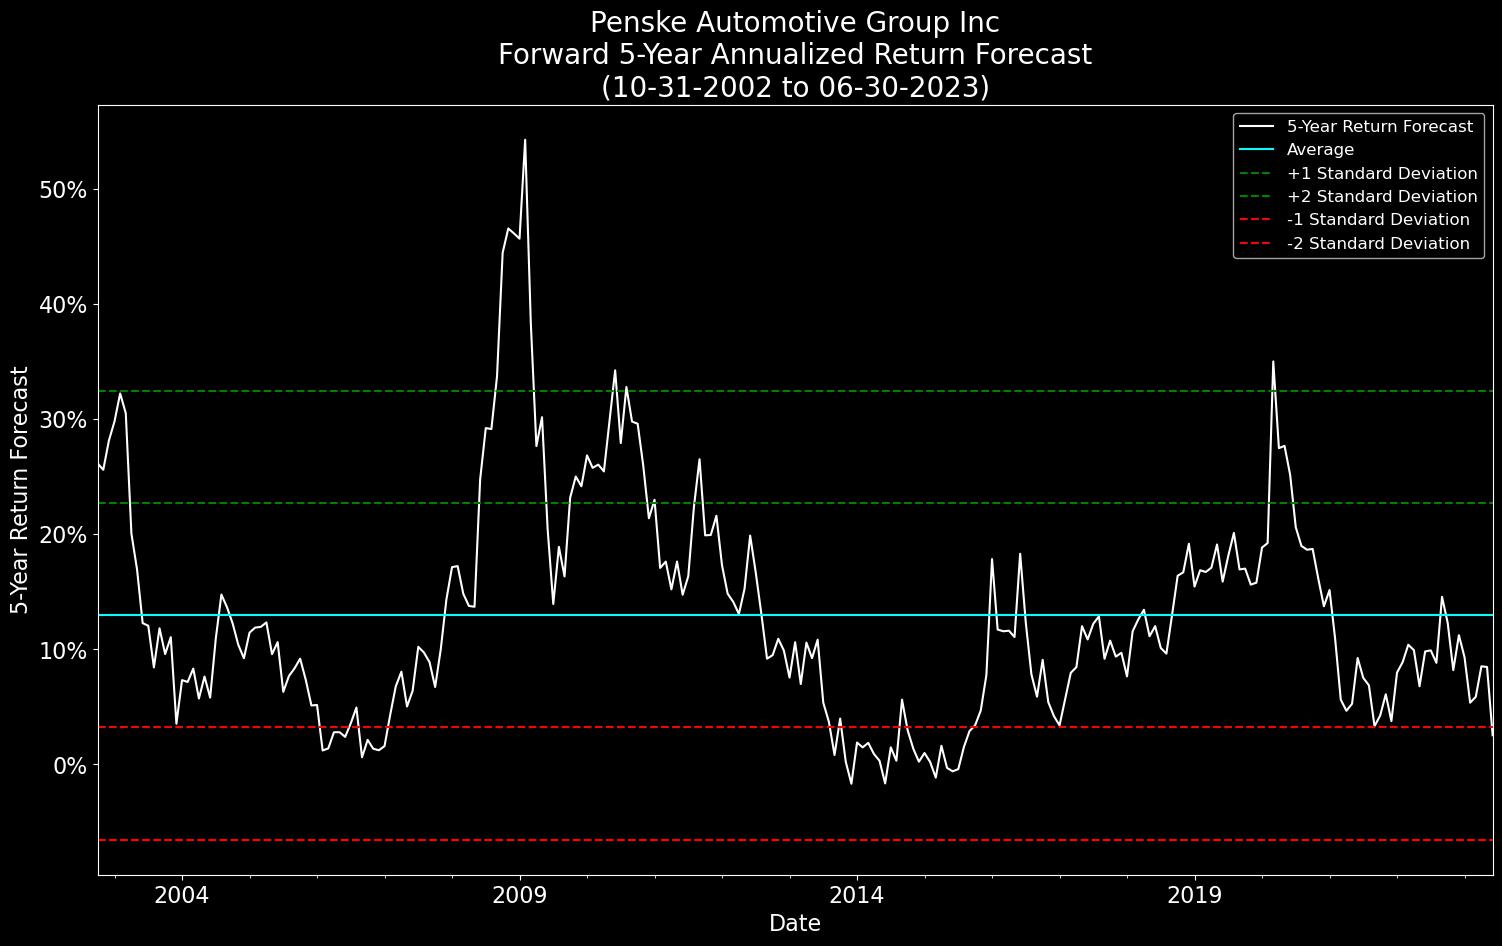 Penske Automotive Group Inc
Forward 5-Year Annualized Return Forecast
(10-31-2002 to 06-30-2023)
5-Year Return Forecast
Average
+1 Standard Deviation
+2 Standard Deviation
-1 Standard Deviation
-2 Standard Deviation
5-Year Return Forecast
50%
40%
30%
20%
10%
0%
2004
2009
2014
2019
Date